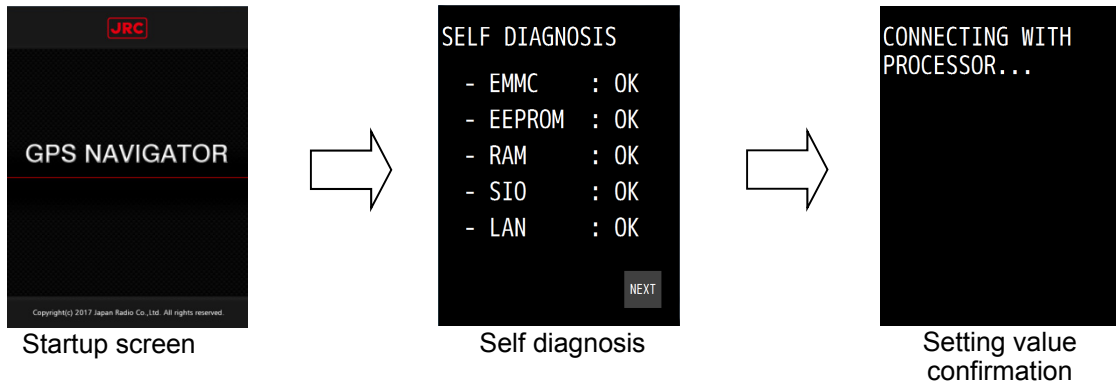 JRC
GPS NAVIGATOR
Copyright(c) 2017 Japan Radio Co.,Ltd. All rights reserved.
Startup screen
SELF DIAGNOSIS
- EMMC : OK
- EEPROM : OK
- RAM : OK
- SIO : OK
- LAN : OK
NEXT
Self diagnosis
CONNECTING WITH
PROCESSOR...
Setting value
confirmation